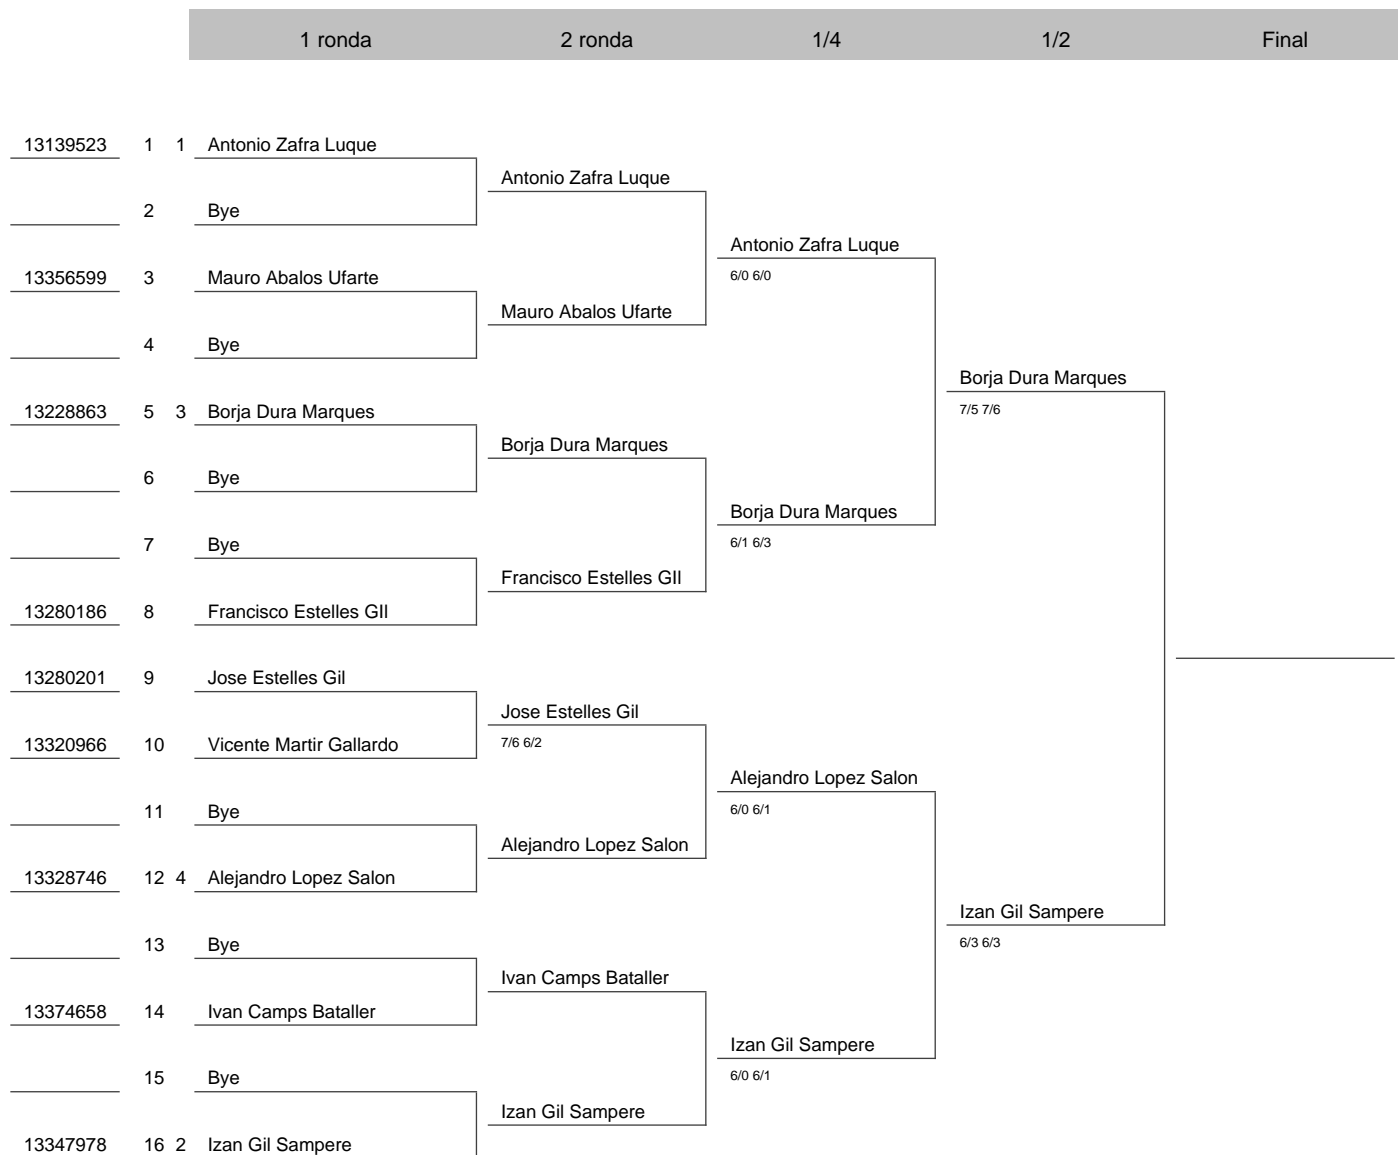 1 ronda 2 ronda 1/4 1/2 Final
13139523 1 1 Antonio Zafra Luque
Antonio Zafra Luque
2 Bye
Antonio Zafra Luque
13356599 3 Mauro Abalos Ufarte
6/0 6/0
Mauro Abalos Ufarte
4 Bye
Borja Dura Marques
13228863 5 3 Borja Dura Marques
7/5 7/6
Borja Dura Marques
6 Bye
Borja Dura Marques
7 Bye
6/1 6/3
Francisco Estelles GIl
13280186 8 Francisco Estelles GIl
13280201 9 Jose Estelles Gil
Jose Estelles Gil
13320966 10 Vicente Martir Gallardo
7/6 6/2
Alejandro Lopez Salon
11 Bye
6/0 6/1
Alejandro Lopez Salon
13328746 12 4 Alejandro Lopez Salon
Izan Gil Sampere
13 Bye
6/3 6/3
Ivan Camps Bataller
13374658 14 Ivan Camps Bataller
Izan Gil Sampere
15 Bye
6/0 6/1
Izan Gil Sampere
13347978 16 2 Izan Gil Sampere